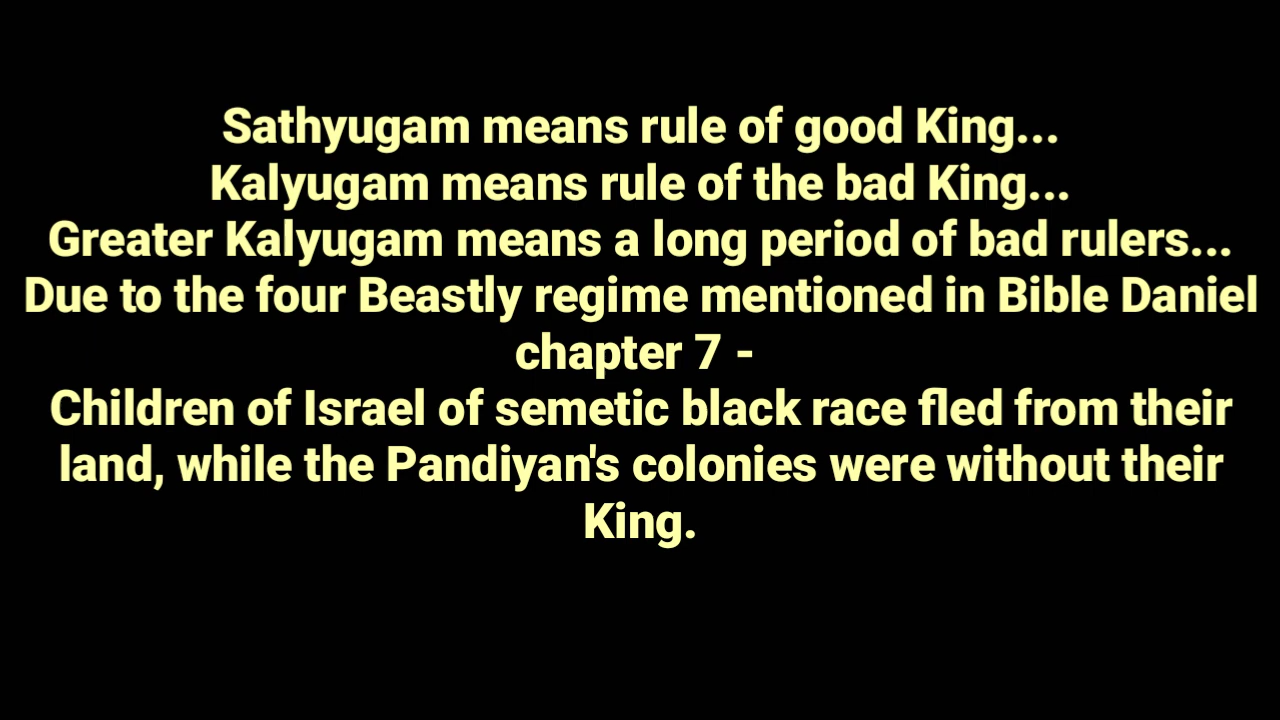 Sathyugam means rule of good King...
Kalyugam means rule of the bad King...
Greater Kalyugam means a long period of bad rulers...
Due to the four Beastly regime mentioned in Bible Daniel
chapter 7 -
Children of Israel of semetic black race fled from their
land, while the Pandiyan's colonies were without their
King.